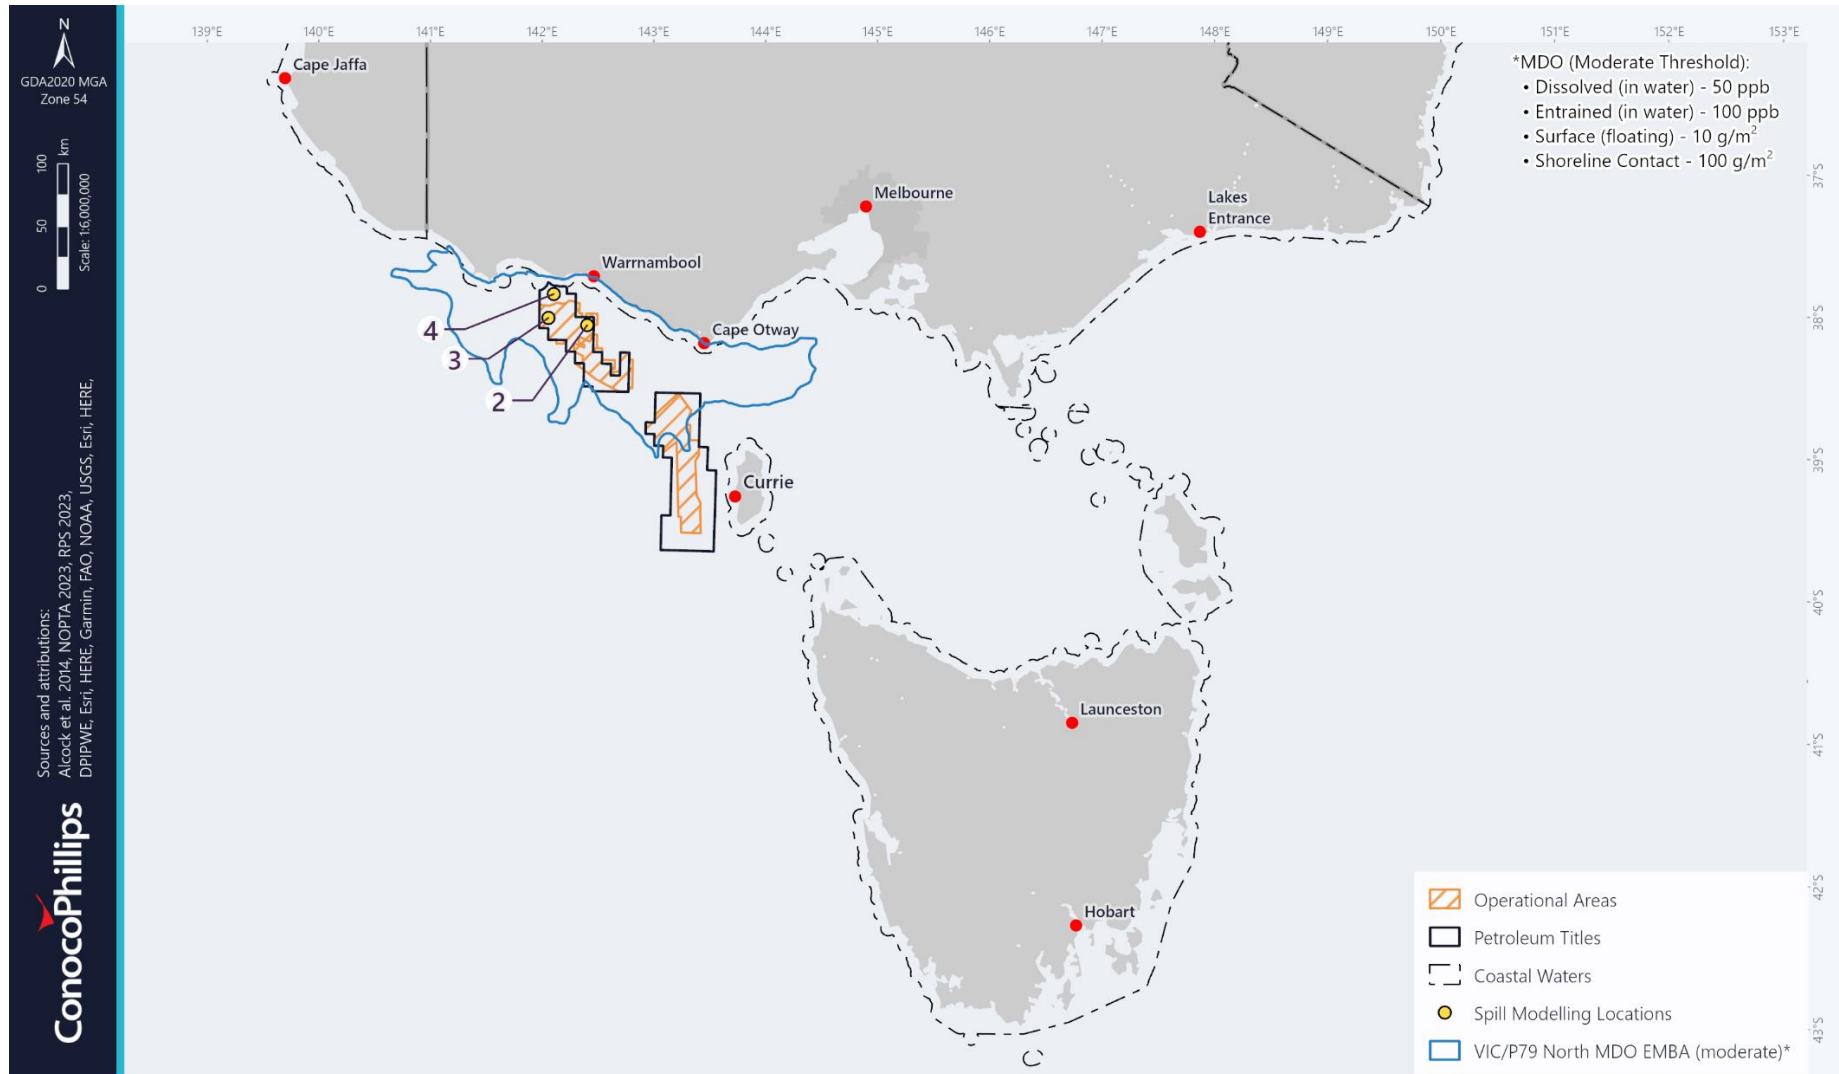 N
GDA2020 MGA
Zone 54
0 50 100 km
Scale: 1:6,000,000
Sources and attributions:
Alcock et al. 2014, NOPTA 2023, RPS 2023,
DPIPWE, Esri, HERE, Garmin, FAO, NOAA, USGS, Esri, HERE,
ConocoPhillips
139°E 140°E 141°E 142°E 143°E 144°E 145°E 146°E 147°E 148°E 149°E 150°E 151°E 152°E 153°E
*MDO (Moderate Threshold):
• Dissolved (in water) - 50 ppb
• Entrained (in water) - 100 ppb
• Surface (floating) - 10 g/m²
• Shoreline Contact - 100 g/m²
37°S
38°S
39°S
40°S
41°S
42°S
43°S
Cape Jaffa
Melbourne
Lakes
Entrance
Warrnambool
Cape Otway
4
3
2
Currie
Launceston
Hobart
Operational Areas
Petroleum Titles
Coastal Waters
Spill Modelling Locations
VIC/P79 North MDO EMBA (moderate)*